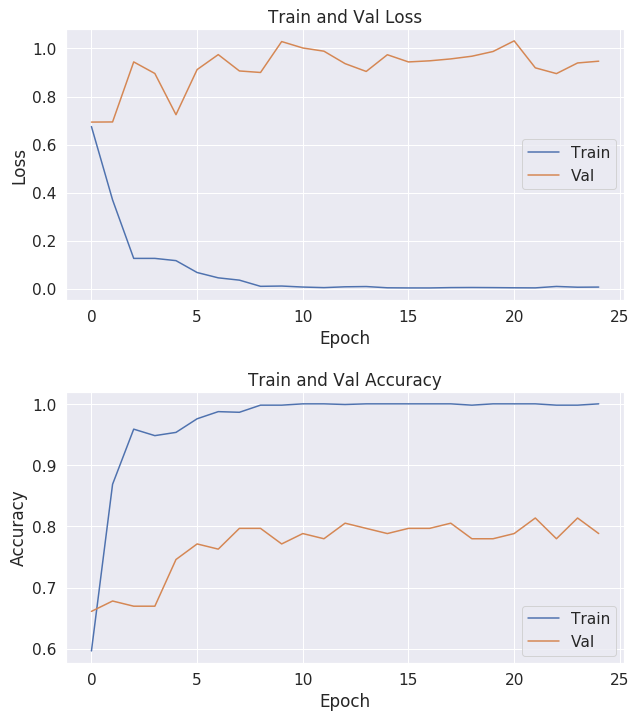 Train and Val Loss
1.0
0.8
0.6
0.4
0.2
0.0
Loss
Train
Val
0 5 10 15 20 25
Epoch
Train and Val Accuracy
1.0
0.9
0.8
0.7
0.6
Accuracy
Train
Val
0 5 10 15 20 25
Epoch